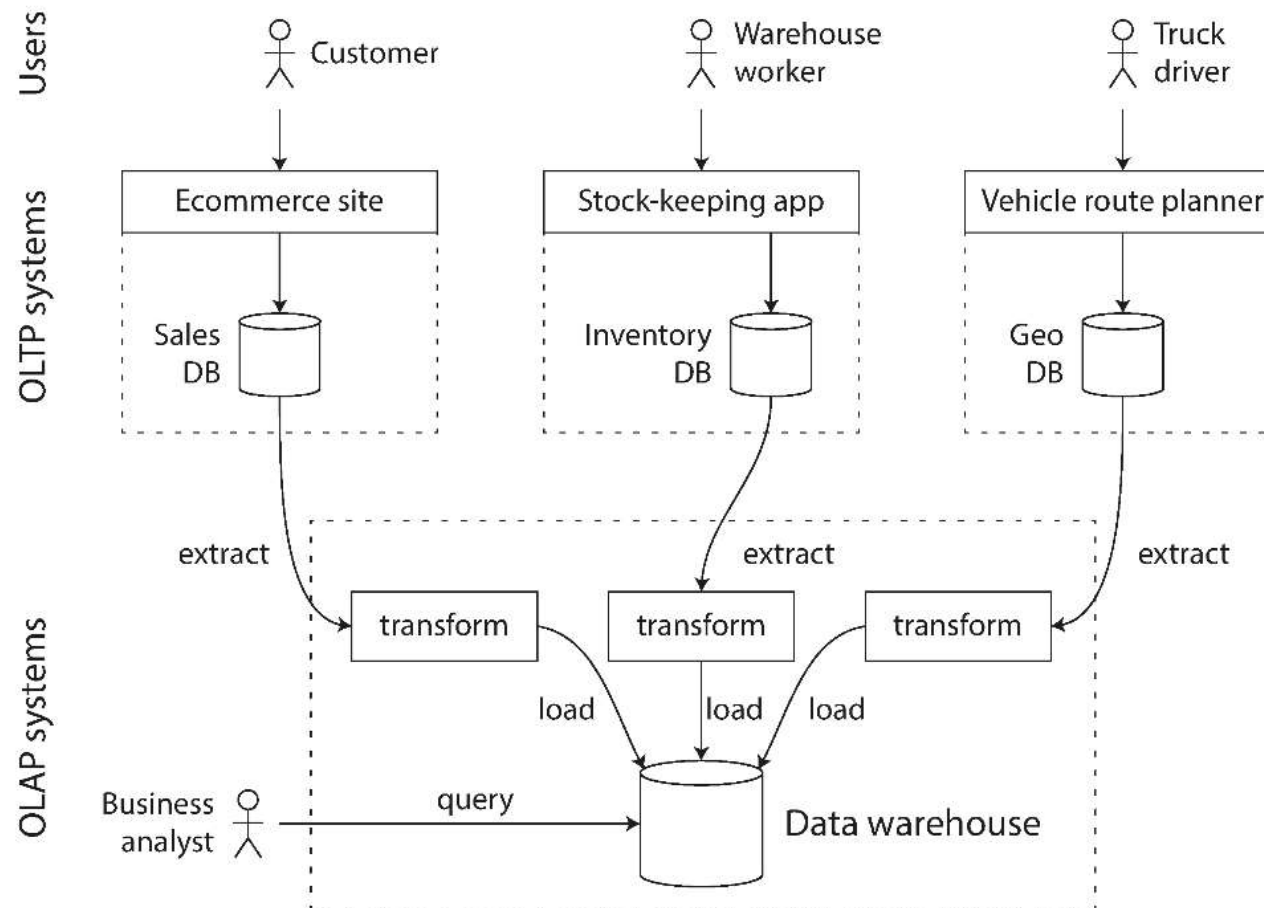 Users
Customer
Warehouse
worker
Truck
driver
OLTP systems
Ecommerce site
Stock-keeping app
Vehicle route planner
Sales
DB
Inventory
DB
Geo
DB
OLAP systems
extract
extract
extract
transform
transform
transform
load
load
load
Business
analyst
query
Data warehouse